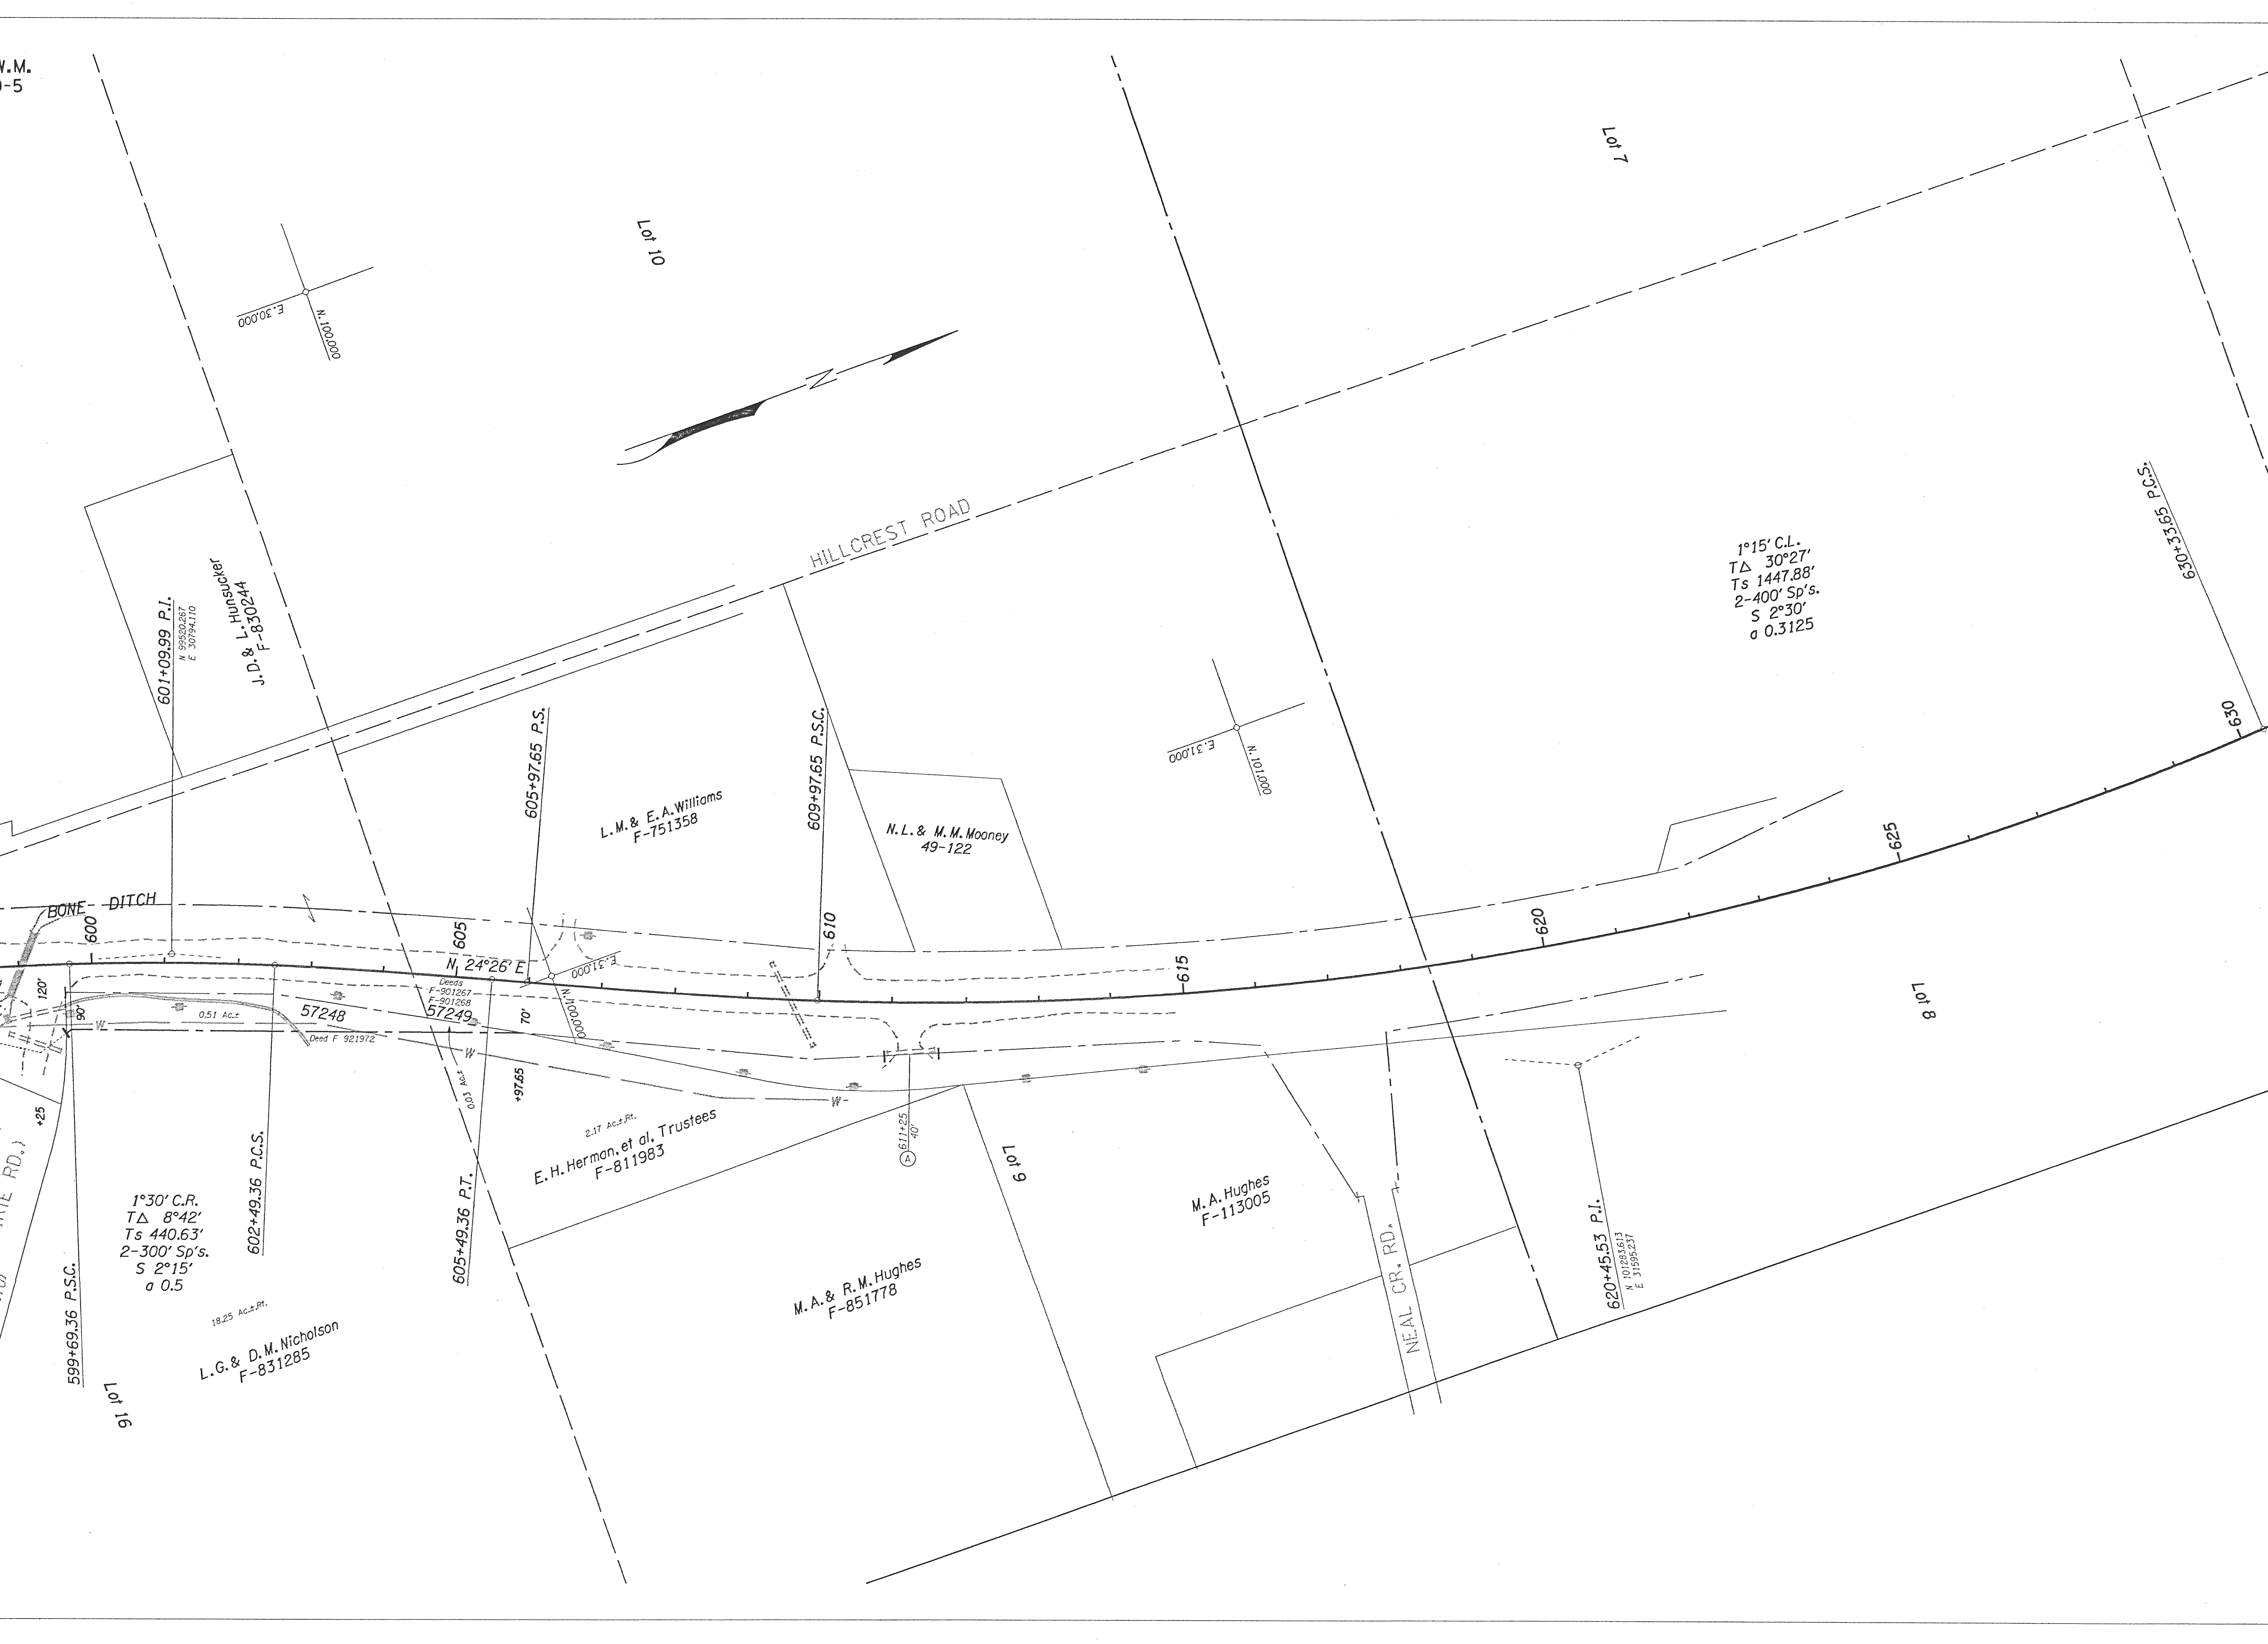 W.M.
-5
Lot 10
Lot 7
E. 30,000
N. 100,000
N
HILLCREST ROAD
J.D. & L. Hunsucker
F-830244
601+09.99 P.I.
N 99520.267
E 30794.110
1°15' C.L.
T∆ 30°27'
Ts 1447.88'
2-400' Sp's.
S 2°30'
a 0.3125
630+33.65 P.C.S.
630
605+97.65 P.S.
L.M. & E.A. Williams
F-751358
609+97.65 P.S.C.
N.L. & M.M. Mooney
49-122
E. 31,000
N. 101,000
625
BONE DITCH
600
605
610
615
620
N 24°26' E
E. 31,000
N. 100,000
Deeds
F-901267
F-901268
57248
57249
120'
90'
70'
0.51 Ac.±
W
Deed F 921972
W
0.03 Ac.±
+97.65
W
+25
2.17 Ac.± Rt.
E.H. Herman, et al, Trustees
F-811983
611+25
40'
A
Lot 9
Lot 8
M.A. Hughes
F-113005
NEAL CR. RD.
620+45.53 P.I.
N 101283.613
E 31595.237
RD.)
1°30' C.R.
T∆ 8°42'
Ts 440.63'
2-300' Sp's.
S 2°15'
a 0.5
602+49.36 P.C.S.
605+49.36 P.T.
599+69.36 P.S.C.
M.A. & R.M. Hughes
F-851778
18.25 Ac.± Rt.
L.G. & D.M. Nicholson
F-831285
Lot 16